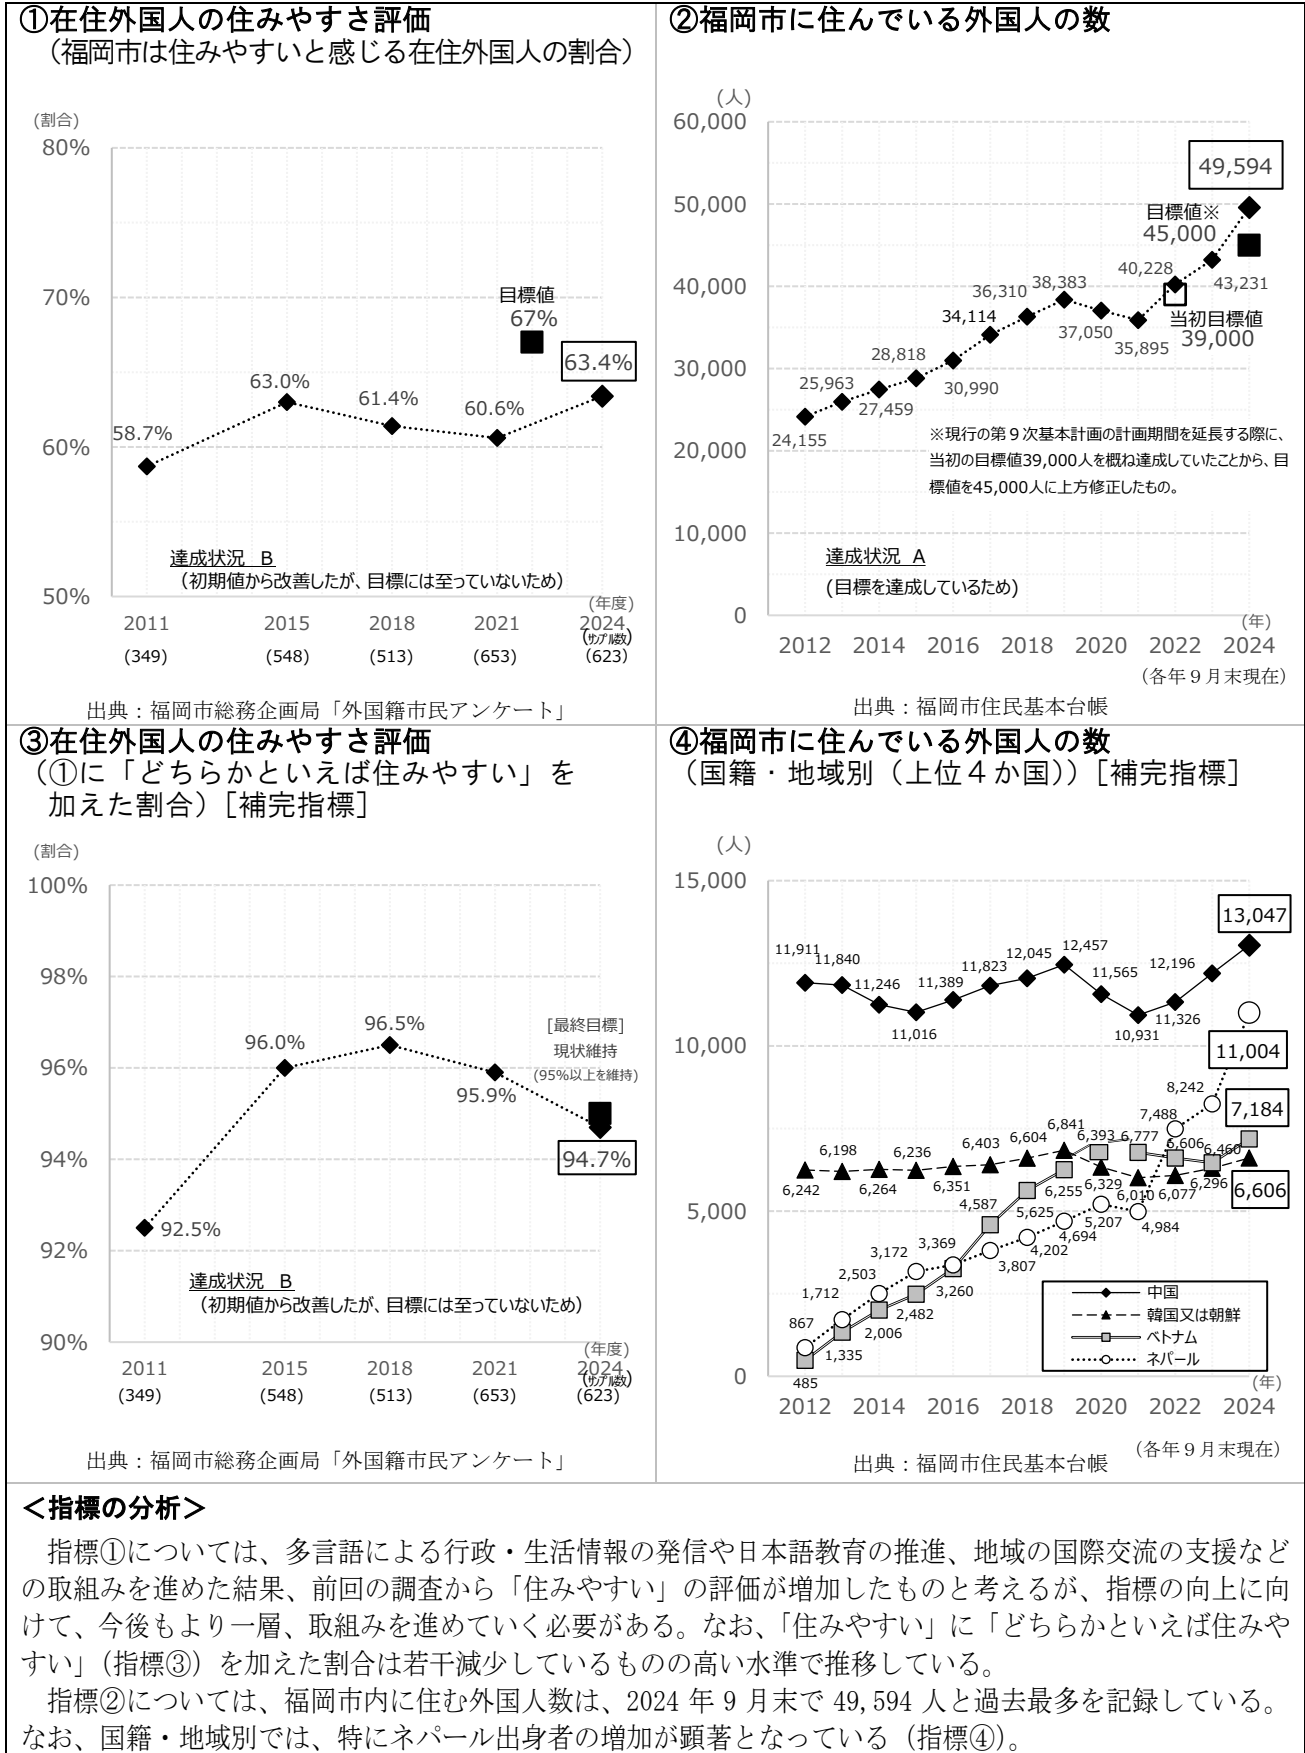 ①在住外国人の住みやすさ評価
（福岡市は住みやすいと感じる在住外国人の割合）
(割合)
80%
70%
60%
50%
58.7%
63.0%
61.4%
60.6%
目標値
67%
63.4%
達成状況　B
（初期値から改善したが、目標には至っていないため）
(年度)
2011
2015
2018
2021
2024
(ｻﾝﾌﾟﾙ数)
(349)
(548)
(513)
(653)
(623)
出典：福岡市総務企画局「外国籍市民アンケート」
②福岡市に住んでいる外国人の数
(人)
60,000
50,000
40,000
30,000
20,000
10,000
0
24,155
25,963
27,459
28,818
30,990
34,114
36,310
38,383
37,050
35,895
40,228
43,231
49,594
目標値※
45,000
当初目標値
39,000
※現行の第９次基本計画の計画期間を延長する際に、
当初の目標値39,000人を概ね達成していたことから、目
標値を45,000人に上方修正したもの。
達成状況　A
(目標を達成しているため)
(年)
2012 2014 2016 2018 2020 2022 2024
（各年９月末現在）
出典：福岡市住民基本台帳
③在住外国人の住みやすさ評価
（①に「どちらかといえば住みやすい」を
加えた割合）［補完指標］
(割合)
100%
98%
96%
94%
92%
90%
92.5%
96.0%
96.5%
95.9%
[最終目標]
現状維持
(95%以上を維持)
94.7%
達成状況　B
（初期値から改善したが、目標には至っていないため）
(年度)
2011
2015
2018
2021
2024
(ｻﾝﾌﾟﾙ数)
(349)
(548)
(513)
(653)
(623)
出典：福岡市総務企画局「外国籍市民アンケート」
④福岡市に住んでいる外国人の数
（国籍・地域別（上位４か国））［補完指標］
(人)
15,000
10,000
5,000
0
11,911
11,840
11,246
11,016
11,389
11,823
12,045
12,457
11,565
10,931
11,326
12,196
13,047
6,242
6,198
6,264
6,236
6,351
6,403
6,604
6,841
6,329
6,010
6,077
6,296
6,606
485
1,335
2,006
2,482
3,260
4,587
5,625
6,255
6,393
6,777
6,606
6,460
7,184
867
1,712
2,503
3,172
3,369
3,807
4,202
4,694
5,207
4,984
7,488
8,242
11,004
中国
韓国又は朝鮮
ベトナム
ネパール
(年)
2012 2014 2016 2018 2020 2022 2024
（各年９月末現在）
出典：福岡市住民基本台帳
＜指標の分析＞
指標①については、多言語による行政・生活情報の発信や日本語教育の推進、地域の国際交流の支援など
の取組みを進めた結果、前回の調査から「住みやすい」の評価が増加したものと考えるが、指標の向上に向
けて、今後もより一層、取組みを進めていく必要がある。なお、「住みやすい」に「どちらかといえば住みや
すい」（指標③）を加えた割合は若干減少しているものの高い水準で推移している。
指標②については、福岡市内に住む外国人数は、2024 年 9 月末で 49,594 人と過去最多を記録している。
なお、国籍・地域別では、特にネパール出身者の増加が顕著となっている（指標④）。